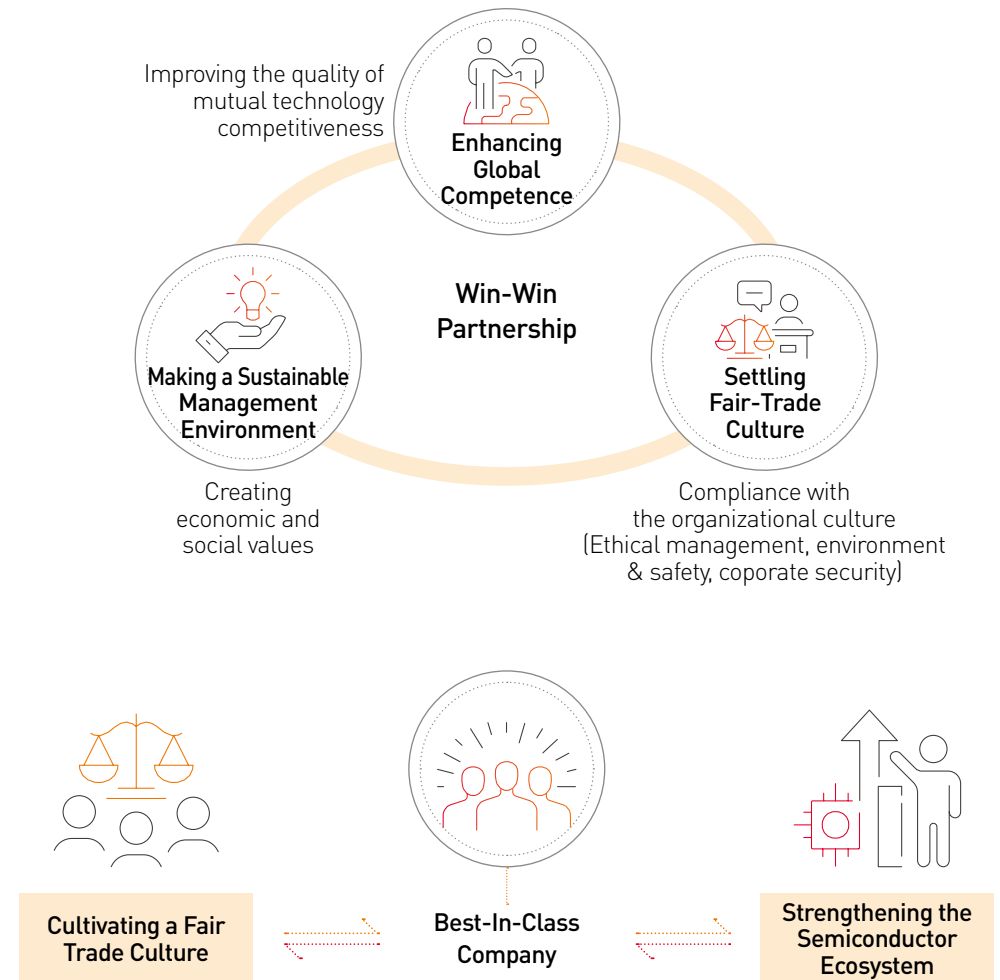 Improving the quality of
mutual technology
competitiveness
Enhancing
Global
Competence
Win-Win
Partnership
Making a Sustainable
Management
Environment
Settling
Fair-Trade
Culture
Creating
economic and
social values
Compliance with
the organizational culture
(Ethical management, environment
& safety, coporate security)
Cultivating a Fair
Trade Culture
Best-In-Class
Company
Strengthening the
Semiconductor
Ecosystem